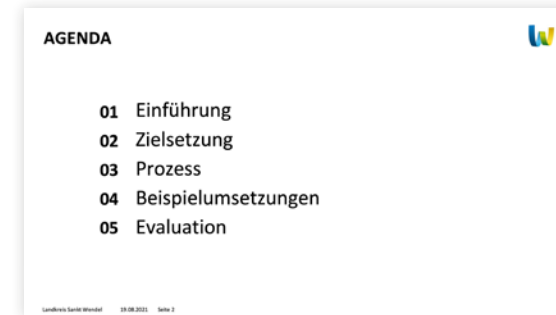 AGENDA
01 Einführung
02 Zielsetzung
03 Prozess
04 Beispielumsetzungen
05 Evaluation
Landkreis Sankt Wendel 19.08.2021 Seite 2